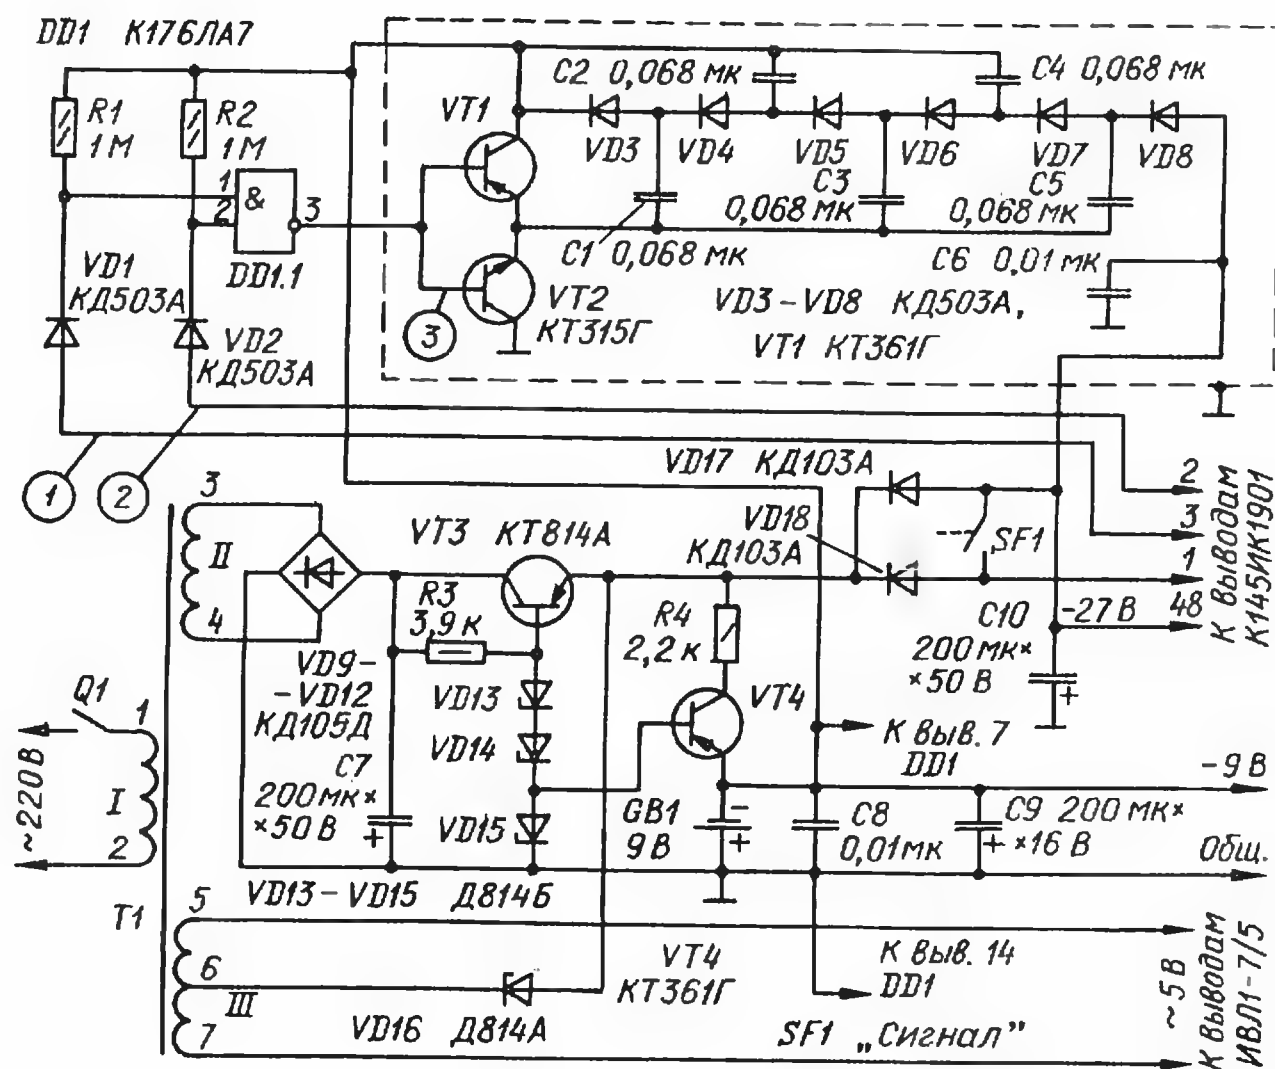 DD1 К176ЛА7
R1
1М
R2
1М
1
2
&
3
DD1.1
VD1
КД503А
VD2
КД503А
VT1
C2 0,068 мк
C4 0,068 мк
VD3
VD4
VD5
VD6
VD7
VD8
C3
0,068 мк
C5
0,068 мк
C1 0,068 мк
C6 0,01 мк
VT2
КТ315Г
3
VD3 – VD8 КД503А,
VT1 КТ361Г
1
2
VD17 КД103А
VD18
КД103А
SF1
2
3
1
48
-27 В
К выводам
К145ИК1901
3
II
4
VT3 КТ814А
R3
3,9 к
VD9 –
– VD12
КД105Д
C7
200 мк×
×50 В
+
VD13
VD14
VD15
R4
2,2 к
VT4
C10
200 мк×
×50 В
+
К выв. 7
DD1
Q1
~220В
1
I
2
GB1
9 В
-
+
C8
0,01 мк
C9 200 мк×
×16 В
+
-9 В
Общ.
VD13 – VD15 Д814Б
T1
5
6
III
7
VT4
КТ361Г
VD16 Д814А
К выв. 14
DD1
SF1 „Сигнал”
~5 В
К выводам
ИВЛ1-7/5